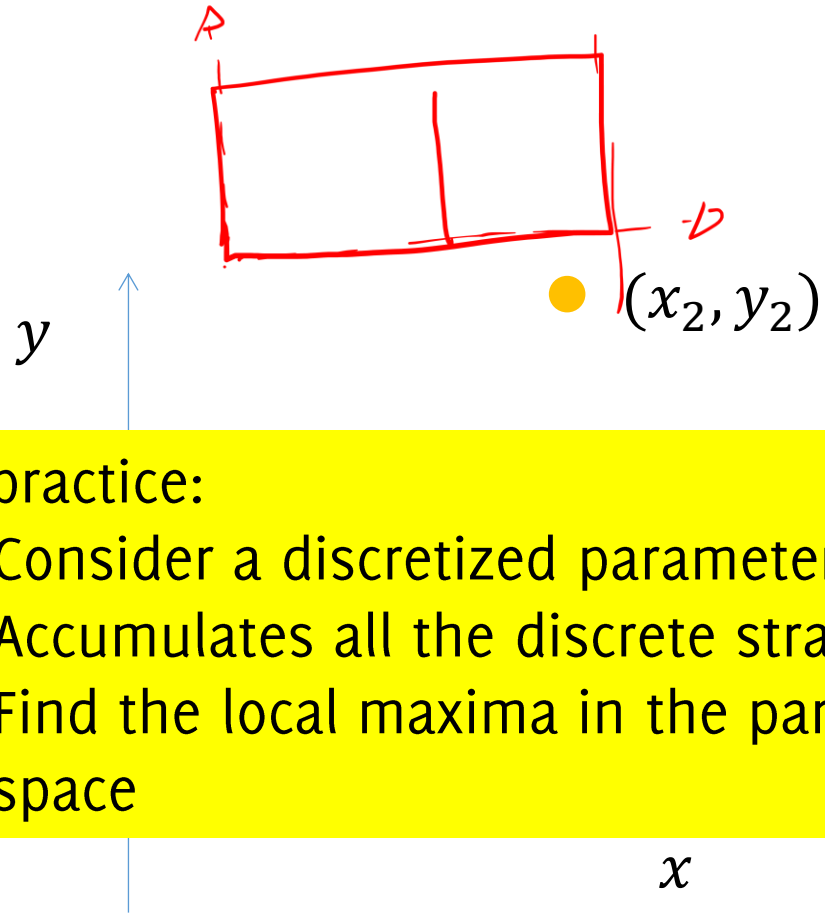 R
-D
(x₂, y₂)
y
practice:
Consider a discretized parameter
Accumulates all the discrete stra
Find the local maxima in the par
space
x